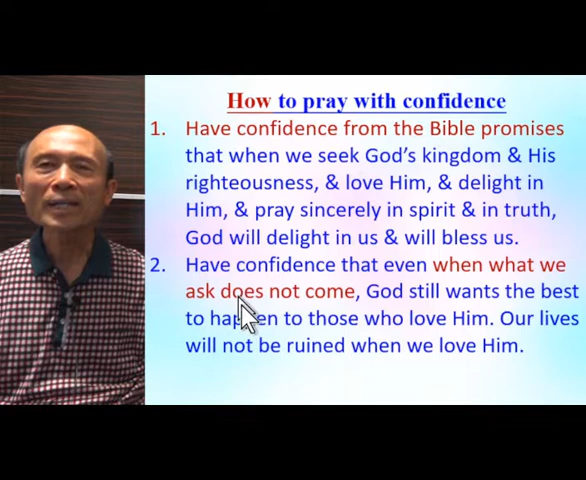 How to pray with confidence
1. Have confidence from the Bible promises
that when we seek God's kingdom & His
righteousness, & love Him, & delight in
Him, & pray sincerely in spirit & in truth,
God will delight in us & will bless us.
2. Have confidence that even when what we
ask does not come, God still wants the best
to happen to those who love Him. Our lives
will not be ruined when we love Him.